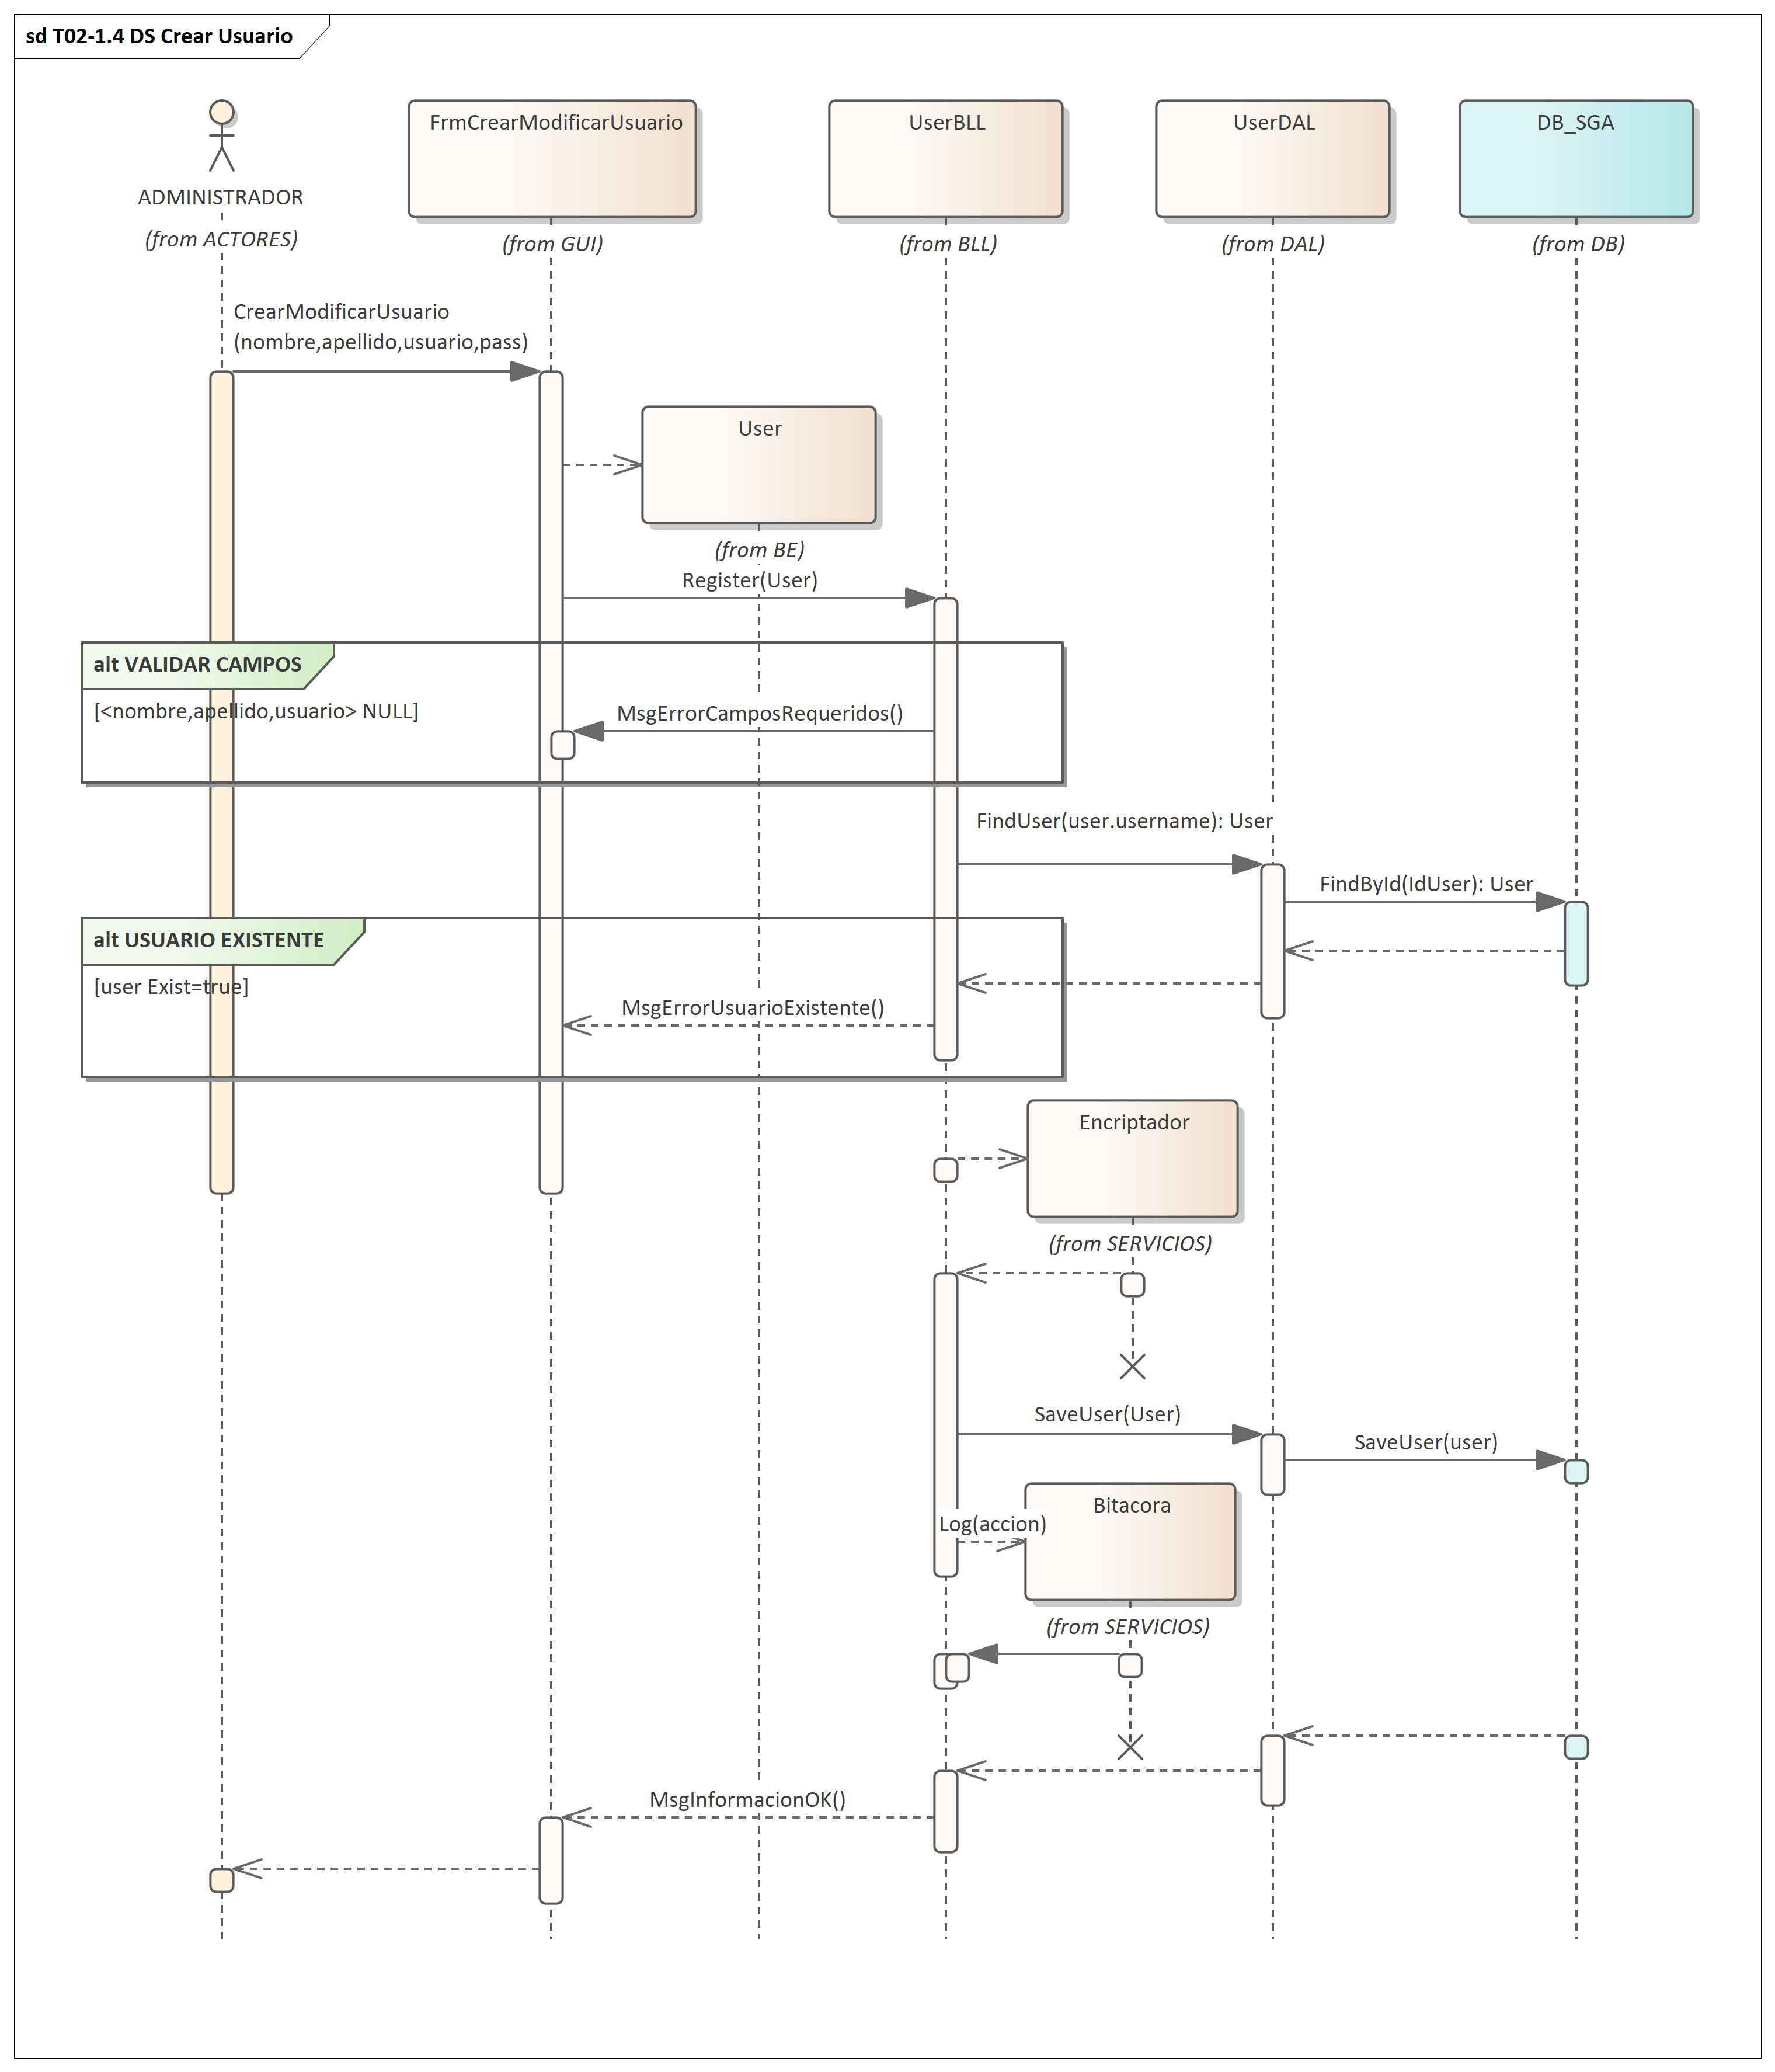 sd T02-1.4 DS Crear Usuario
FrmCrearModificarUsuario
UserBLL
UserDAL
DB_SGA
ADMINISTRADOR
(from ACTORES)
(from GUI)
(from BLL)
(from DAL)
(from DB)
CrearModificarUsuario
(nombre,apellido,usuario,pass)
User
(from BE)
Register(User)
alt VALIDAR CAMPOS
[<nombre,apellido,usuario> NULL]
MsgErrorCamposRequeridos()
FindUser(user.username): User
FindById(IdUser): User
alt USUARIO EXISTENTE
[user Exist=true]
MsgErrorUsuarioExistente()
Encriptador
(from SERVICIOS)
SaveUser(User)
SaveUser(user)
Bitacora
Log(accion)
(from SERVICIOS)
MsgInformacionOK()